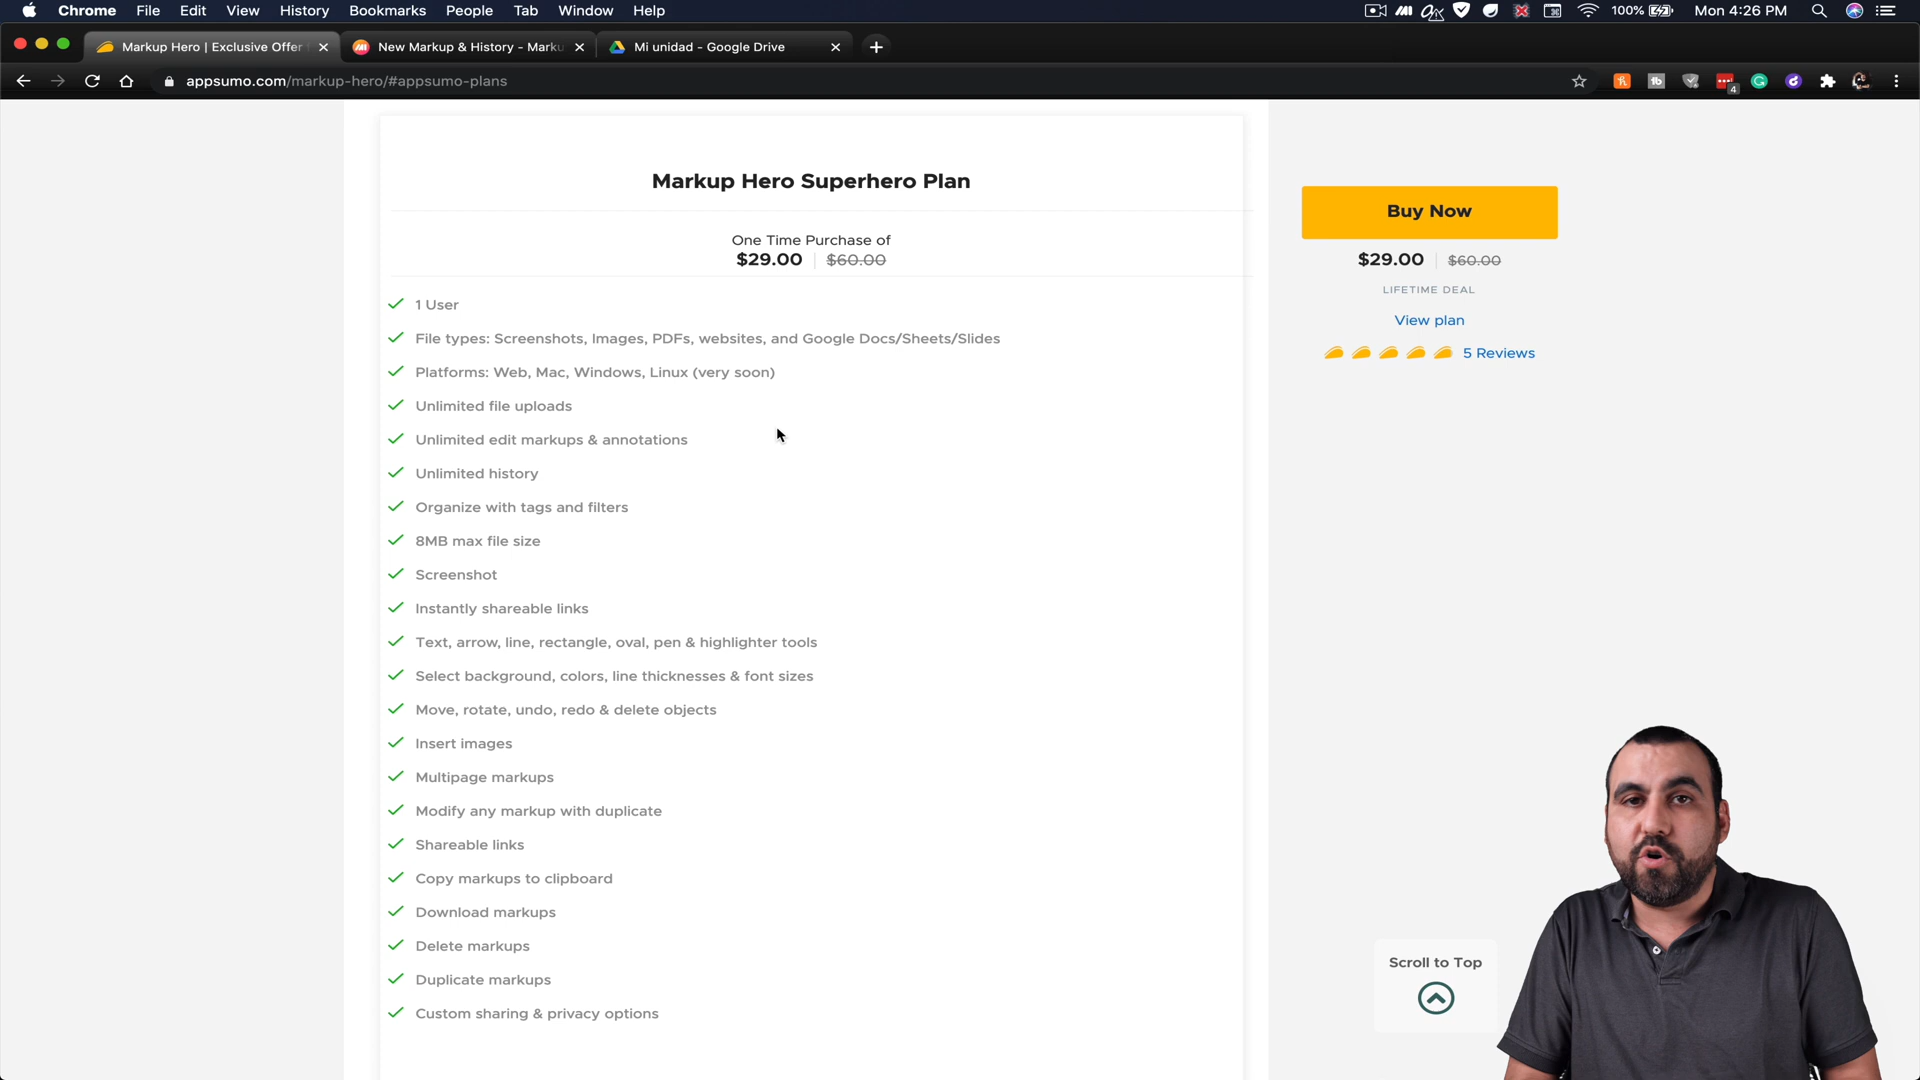 Chrome File Edit View History Bookmarks People Tab Window Help
100% Mon 4:26 PM
Markup Hero | Exclusive Offer
New Markup & History - Marku
Mi unidad - Google Drive
appsumo.com/markup-hero/#appsumo-plans
4
Markup Hero Superhero Plan
One Time Purchase of
$29.00 $60.00
1 User
File types: Screenshots, Images, PDFs, websites, and Google Docs/Sheets/Slides
Platforms: Web, Mac, Windows, Linux (very soon)
Unlimited file uploads
Unlimited edit markups & annotations
Unlimited history
Organize with tags and filters
8MB max file size
Screenshot
Instantly shareable links
Text, arrow, line, rectangle, oval, pen & highlighter tools
Select background, colors, line thicknesses & font sizes
Move, rotate, undo, redo & delete objects
Insert images
Multipage markups
Modify any markup with duplicate
Shareable links
Copy markups to clipboard
Download markups
Delete markups
Duplicate markups
Custom sharing & privacy options
Buy Now
$29.00 $60.00
LIFETIME DEAL
View plan
5 Reviews
Scroll to Top